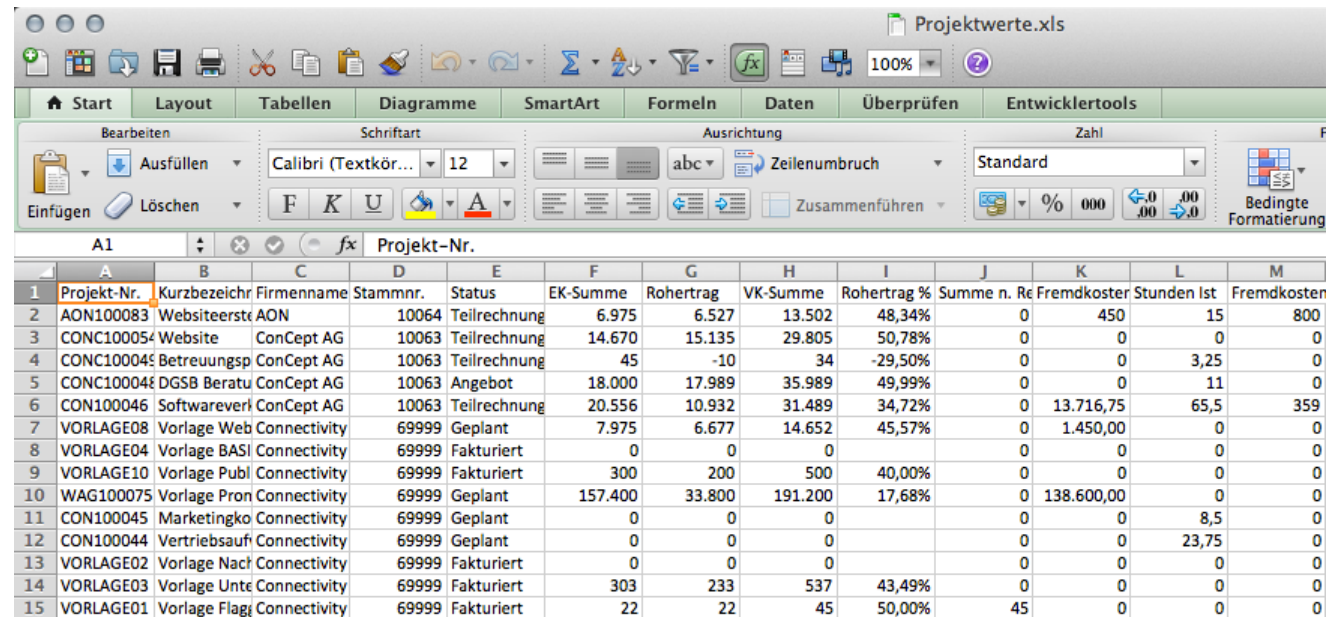 Projektwerte.xls
100%
Start Layout Tabellen Diagramme SmartArt Formeln Daten Überprüfen Entwicklertools
Bearbeiten Schriftart Ausrichtung Zahl F
Ausfüllen Calibri (Textkör... 12 abc Zeilenumbruch Standard
Einfügen Löschen F K U A Zusammenführen % 000 ,0 ,00 ,00 ,0 Bedingte Formatierung
A1 fx Projekt-Nr.
A B C D E F G H I J K L M
1 Projekt-Nr. Kurzbezeichr Firmenname Stammnr. Status EK-Summe Rohertrag VK-Summe Rohertrag % Summe n. Re Fremdkoster Stunden Ist Fremdkosten
2 AON100083 Websiteerste AON 10064 Teilrechnung 6.975 6.527 13.502 48,34% 0 450 15 800
3 CONC100054 Website ConCept AG 10063 Teilrechnung 14.670 15.135 29.805 50,78% 0 0 0 0
4 CONC100049 Betreuungsp ConCept AG 10063 Teilrechnung 45 -10 34 -29,50% 0 0 3,25 0
5 CONC100048 DGSB Beratu ConCept AG 10063 Angebot 18.000 17.989 35.989 49,99% 0 0 11 0
6 CON100046 Softwareverk ConCept AG 10063 Teilrechnung 20.556 10.932 31.489 34,72% 0 13.716,75 65,5 359
7 VORLAGE08 Vorlage Web Connectivity 69999 Geplant 7.975 6.677 14.652 45,57% 0 1.450,00 0 0
8 VORLAGE04 Vorlage BASI Connectivity 69999 Fakturiert 0 0 0 0 0 0 0
9 VORLAGE10 Vorlage Publ Connectivity 69999 Fakturiert 300 200 500 40,00% 0 0 0 0
10 WAG100075 Vorlage Pron Connectivity 69999 Geplant 157.400 33.800 191.200 17,68% 0 138.600,00 0 0
11 CON100045 Marketingko Connectivity 69999 Geplant 0 0 0 0 0 8,5 0
12 CON100044 Vertriebsauf Connectivity 69999 Geplant 0 0 0 0 0 23,75 0
13 VORLAGE02 Vorlage Nach Connectivity 69999 Fakturiert 0 0 0 0 0 0 0
14 VORLAGE03 Vorlage Unte Connectivity 69999 Fakturiert 303 233 537 43,49% 0 0 0 0
15 VORLAGE01 Vorlage Flagg Connectivity 69999 Fakturiert 22 22 45 50,00% 45 0 0 0